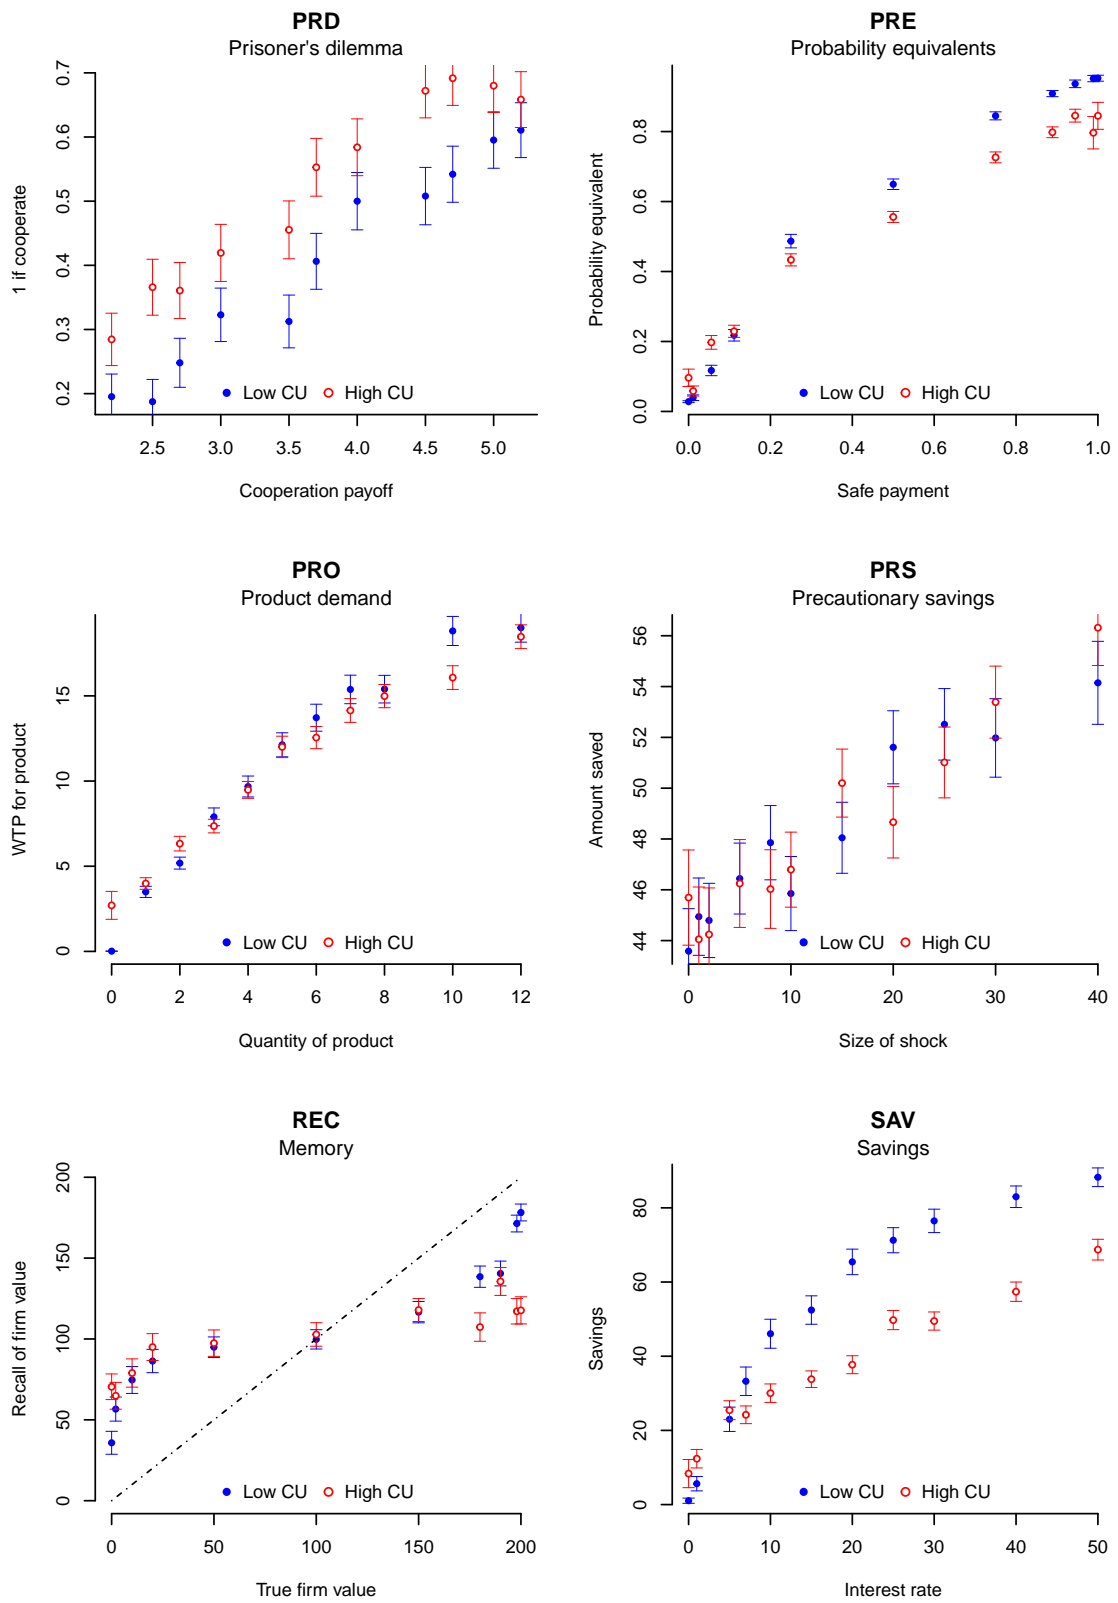 PRD
Prisoner's dilemma
1 if cooperate
0.7
0.6
0.5
0.4
0.3
0.2
Low CU High CU
2.5 3.0 3.5 4.0 4.5 5.0
Cooperation payoff
PRE
Probability equivalents
Probability equivalent
0.8
0.6
0.4
0.2
0.0
Low CU High CU
0.0 0.2 0.4 0.6 0.8 1.0
Safe payment
PRO
Product demand
WTP for product
15
10
5
0
Low CU High CU
0 2 4 6 8 10 12
Quantity of product
PRS
Precautionary savings
Amount saved
56
54
52
50
48
46
44
Low CU High CU
0 10 20 30 40
Size of shock
REC
Memory
Recall of firm value
200
150
100
50
0
Low CU High CU
0 50 100 150 200
True firm value
SAV
Savings
Savings
80
60
40
20
0
Low CU High CU
0 10 20 30 40 50
Interest rate